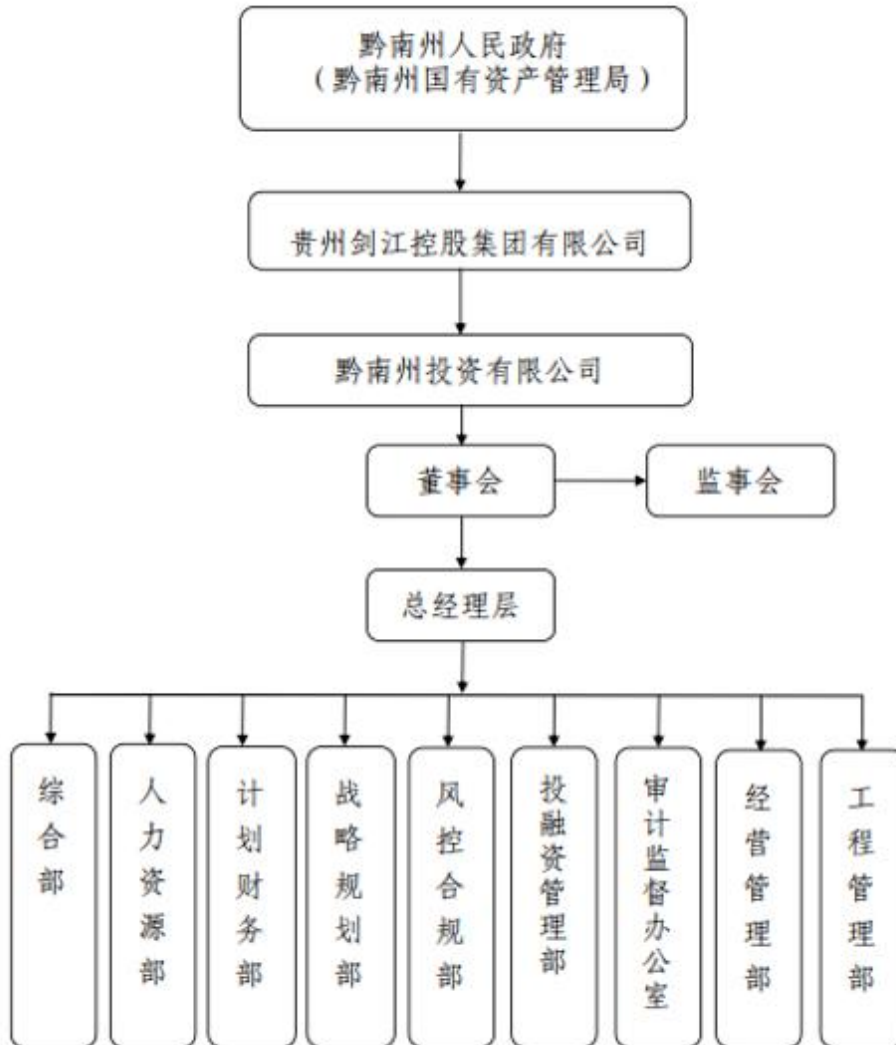 黔南州人民政府
（黔南州国有资产管理局）
贵州剑江控股集团有限公司
黔南州投资有限公司
董事会
监事会
总经理层
综合部
人力资源部
计划财务部
战略规划部
风控合规部
投融资管理部
审计监督办公室
经营管理部
工程管理部